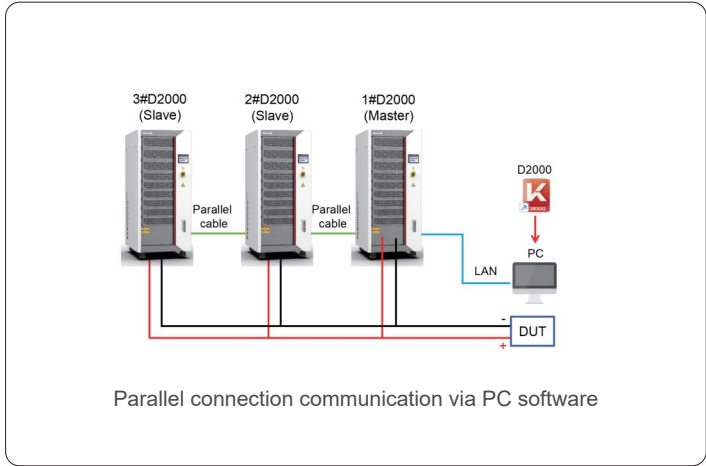 3#D2000
(Slave)
2#D2000
(Slave)
1#D2000
(Master)
D2000
K
Parallel
cable
Parallel
cable
PC
LAN
-
DUT
+
Parallel connection communication via PC software